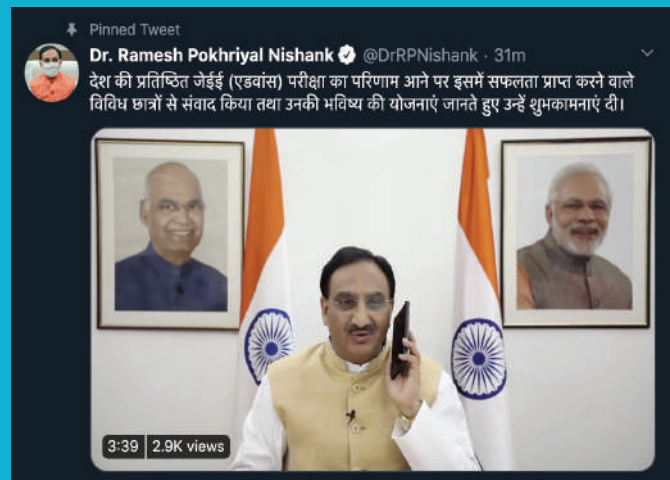 Pinned Tweet
Dr. Ramesh Pokhriyal Nishank @DrRPNishank · 31m
देश की प्रतिष्ठित जेईई (एडवांस) परीक्षा का परिणाम आने पर इसमें सफलता प्राप्त करने वाले
विविध छात्रों से संवाद किया तथा उनकी भविष्य की योजनाएं जानते हुए उन्हें शुभकामनाएं दी।
3:39 2.9K views